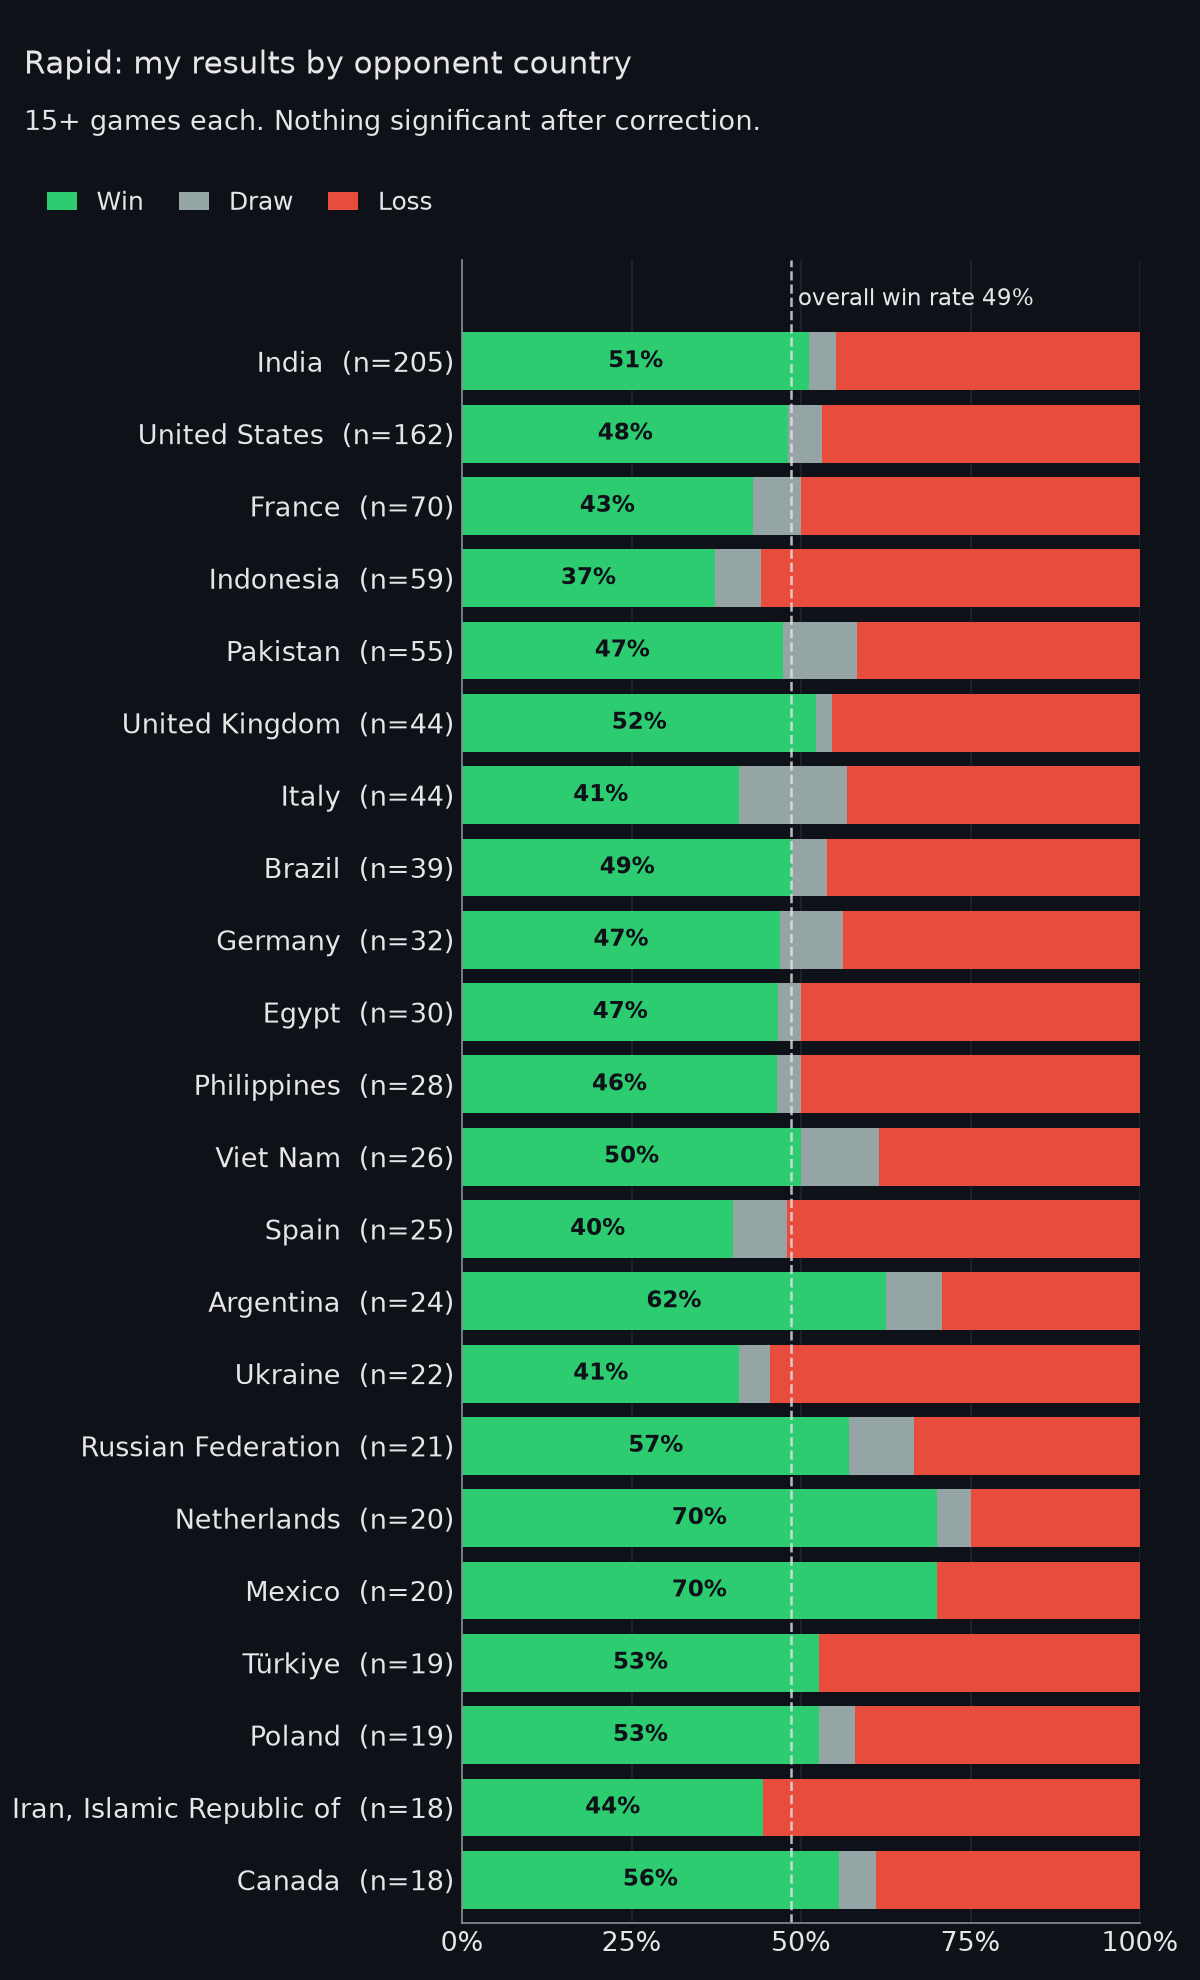 Rapid: my results by opponent country
15+ games each. Nothing significant after correction.
Win Draw Loss
overall win rate 49%
India (n=205) 51%
United States (n=162) 48%
France (n=70) 43%
Indonesia (n=59) 37%
Pakistan (n=55) 47%
United Kingdom (n=44) 52%
Italy (n=44) 41%
Brazil (n=39) 49%
Germany (n=32) 47%
Egypt (n=30) 47%
Philippines (n=28) 46%
Viet Nam (n=26) 50%
Spain (n=25) 40%
Argentina (n=24) 62%
Ukraine (n=22) 41%
Russian Federation (n=21) 57%
Netherlands (n=20) 70%
Mexico (n=20) 70%
Türkiye (n=19) 53%
Poland (n=19) 53%
Iran, Islamic Republic of (n=18) 44%
Canada (n=18) 56%
0% 25% 50% 75% 100%